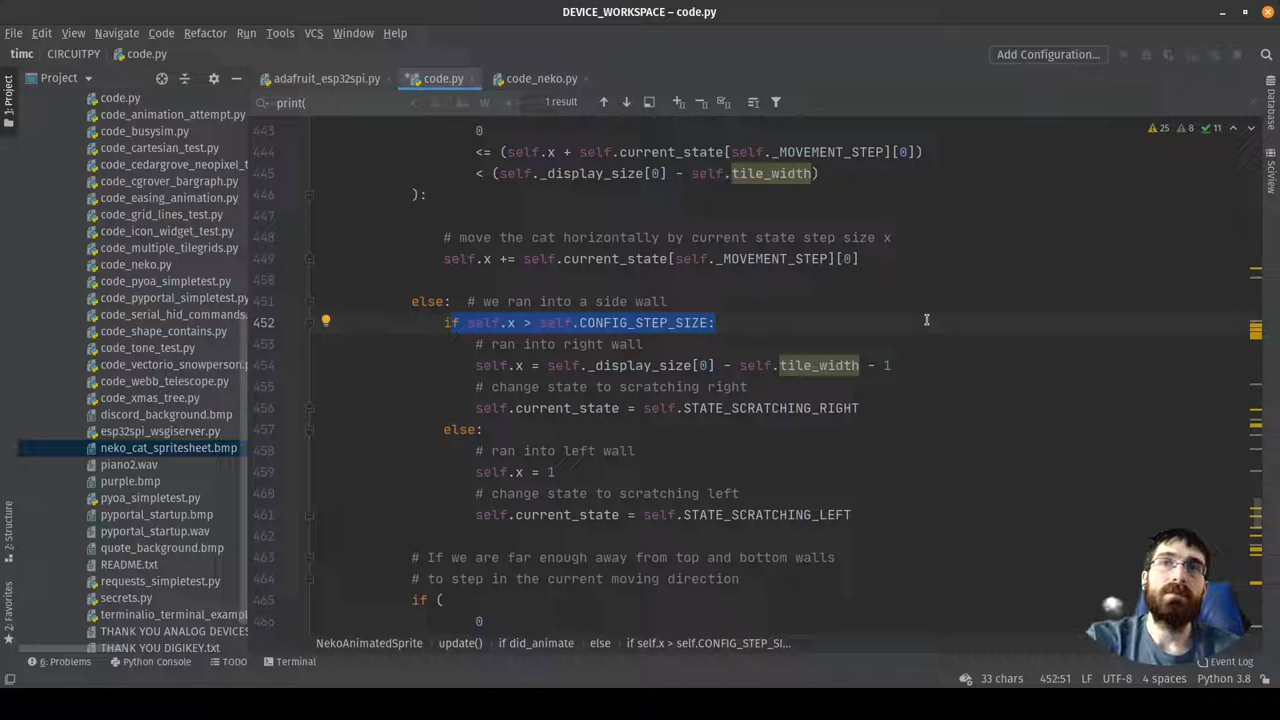 DEVICE_WORKSPACE – code.py
File Edit View Navigate Code Refactor Run Tools VCS Window Help
timc CIRCUITPY code.py Add Configuration...
Project adafruit_esp32spi.py code.py code_neko.py
print( W 1 result
25 8 11
1: Project
2: Structure
2: Favorites
Database
SciView
code.py
code_animation_attempt.py
code_busysim.py
code_cartesian_test.py
code_cedargrove_neopixel_t
code_cgrover_bargraph.py
code_easing_animation.py
code_grid_lines_test.py
code_icon_widget_test.py
code_multiple_tilegrids.py
code_neko.py
code_pyoa_simpletest.py
code_pyportal_simpletest.py
code_serial_hid_commands.
code_shape_contains.py
code_tone_test.py
code_vectorio_snowperson.p
code_webb_telescope.py
code_xmas_tree.py
discord_background.bmp
esp32spi_wsgiserver.py
neko_cat_spritesheet.bmp
piano2.wav
purple.bmp
pyoa_simpletest.py
pyportal_startup.bmp
pyportal_startup.wav
quote_background.bmp
README.txt
requests_simpletest.py
secrets.py
terminalio_terminal_exampl
THANK YOU ANALOG DEVICES
THANK YOU DIGIKEY.txt
443 0
444 <= (self.x + self.current_state[self._MOVEMENT_STEP][0])
445 < (self._display_size[0] - self.tile_width)
446 ):
447
448 # move the cat horizontally by current state step size x
449 self.x += self.current_state[self._MOVEMENT_STEP][0]
450
451 else: # we ran into a side wall
452 if self.x > self.CONFIG_STEP_SIZE:
453 # ran into right wall
454 self.x = self._display_size[0] - self.tile_width - 1
455 # change state to scratching right
456 self.current_state = self.STATE_SCRATCHING_RIGHT
457 else:
458 # ran into left wall
459 self.x = 1
460 # change state to scratching left
461 self.current_state = self.STATE_SCRATCHING_LEFT
462
463 # If we are far enough away from top and bottom walls
464 # to step in the current moving direction
465 if (
466 0
NekoAnimatedSprite update() if did_animate else if self.x > self.CONFIG_STEP_SI...
6: Problems Python Console TODO Terminal Event Log
33 chars 452:51 LF UTF-8 4 spaces Python 3.8